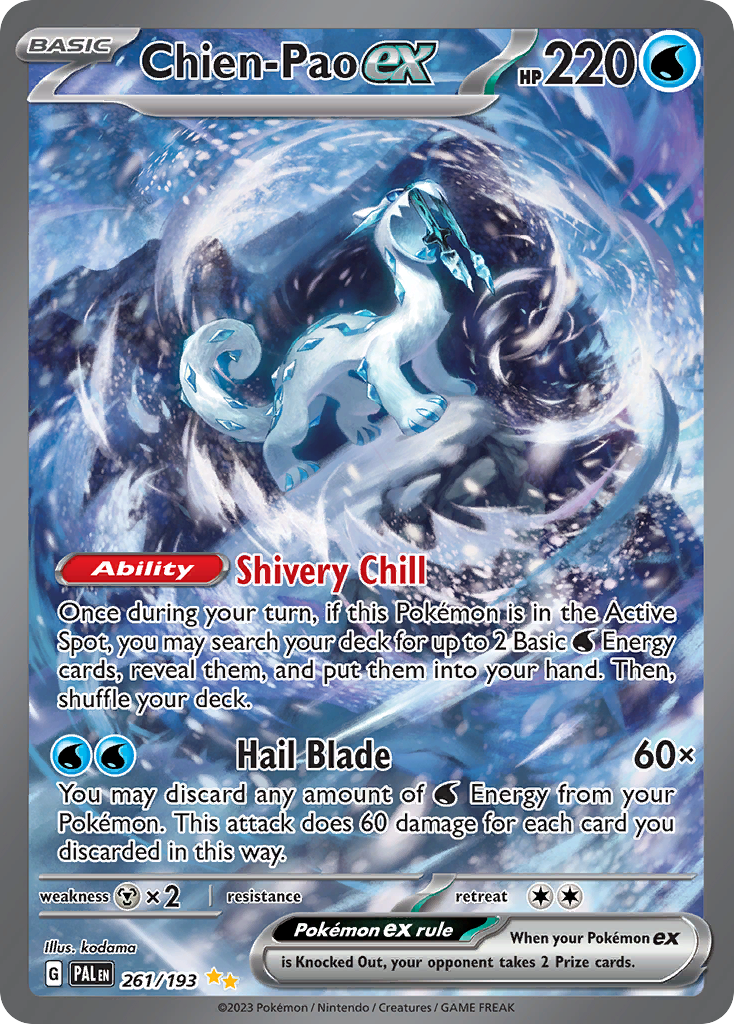 BASIC
Chien-Pao ex
HP 220
Ability Shivery Chill
Once during your turn, if this Pokémon is in the Active
Spot, you may search your deck for up to 2 Basic Energy
cards, reveal them, and put them into your hand. Then,
shuffle your deck.
Hail Blade 60×
You may discard any amount of Energy from your
Pokémon. This attack does 60 damage for each card you
discarded in this way.
weakness ×2 resistance retreat
Illus. kodama
Pokémon ex rule
When your Pokémon ex
is Knocked Out, your opponent takes 2 Prize cards.
G PAL EN 261/193
©2023 Pokémon / Nintendo / Creatures / GAME FREAK